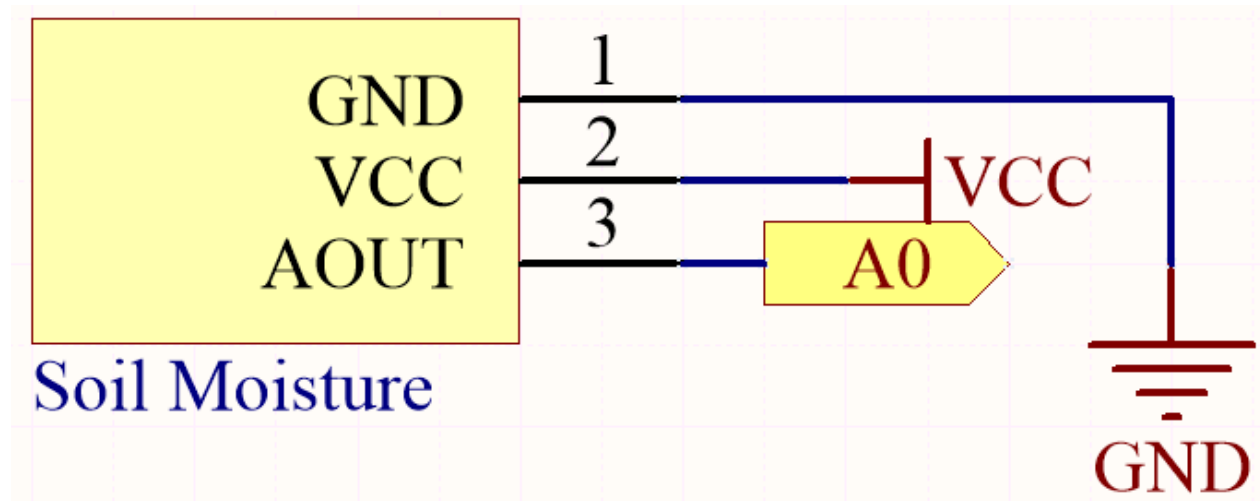 1
GND
2
VCC VCC
3
AOUT A0
Soil Moisture
GND